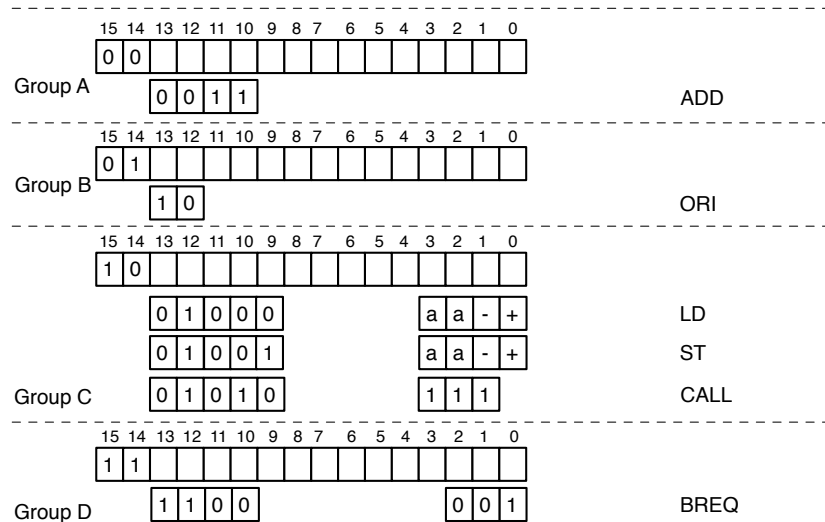 15 14 13 12 11 10 9 8 7 6 5 4 3 2 1 0
0 0
Group A
0 0 1 1 ADD
15 14 13 12 11 10 9 8 7 6 5 4 3 2 1 0
0 1
Group B
1 0 ORI
15 14 13 12 11 10 9 8 7 6 5 4 3 2 1 0
1 0
0 1 0 0 0 a a - + LD
0 1 0 0 1 a a - + ST
Group C 0 1 0 1 0 1 1 1 CALL
15 14 13 12 11 10 9 8 7 6 5 4 3 2 1 0
1 1
Group D 1 1 0 0 0 0 1 BREQ